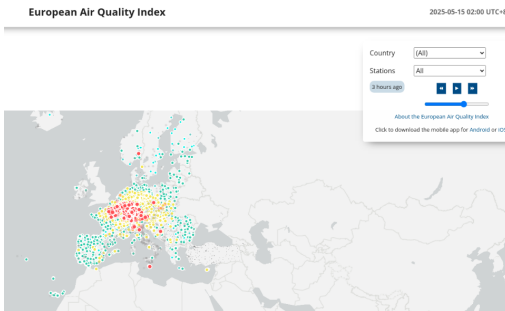 European Air Quality Index
2025-05-15 02:00 UTC+
Country
(All)
Stations
All
3 hours ago
About the European Air Quality Index
Click to download the mobile app for Android or iOS